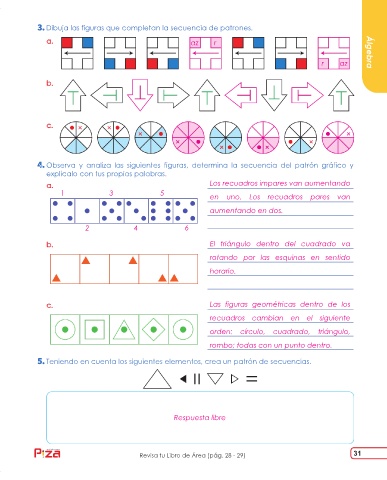 3. Dibuja las figuras que completan la secuencia de patrones.
a.
az r
r az
Álgebra
b.
c.
4. Observa y analiza las siguientes figuras, determina la secuencia del patrón gráfico y
explícalo con tus propias palabras.
a.
1 3 5
2 4 6
Los recuadros impares van aumentando
en uno. Los recuadros pares van
aumentando en dos.
b.
El triángulo dentro del cuadrado va
rotando por las esquinas en sentido
horario.
c.
Las figuras geométricas dentro de los
recuadros cambian en el siguiente
orden: círculo, cuadrado, triángulo,
rombo; todas con un punto dentro.
5. Teniendo en cuenta los siguientes elementos, crea un patrón de secuencias.
Respuesta libre
Pizza
Revisa tu Libro de Área (pág. 28 - 29)
31